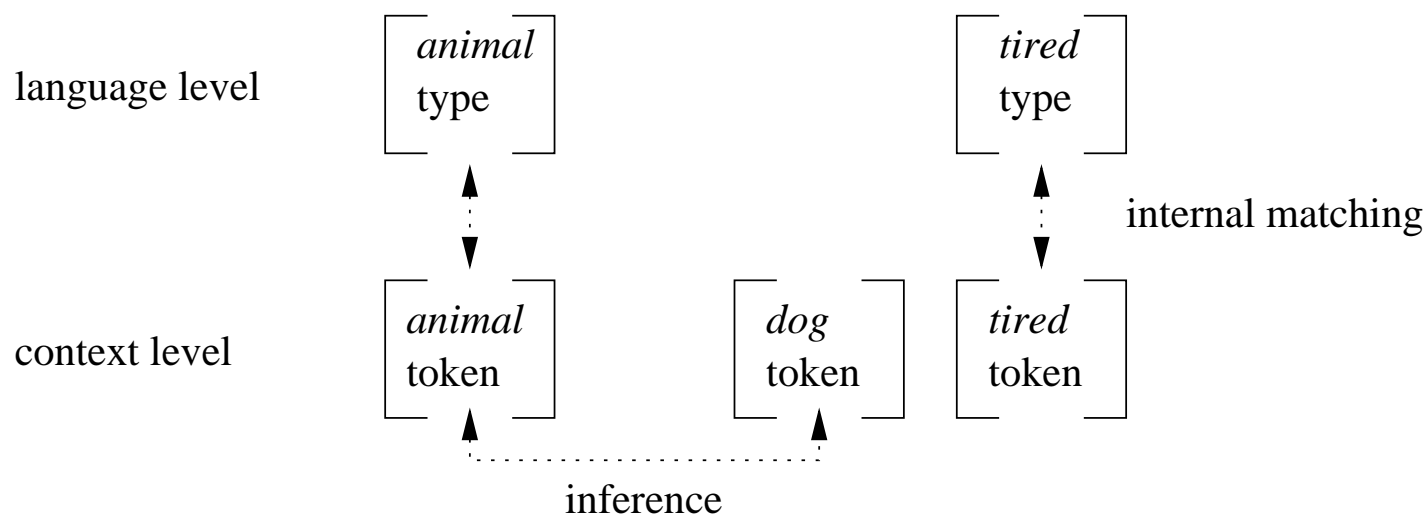 animal
type
tired
type
language level
internal matching
animal
token
dog
token
tired
token
context level
inference